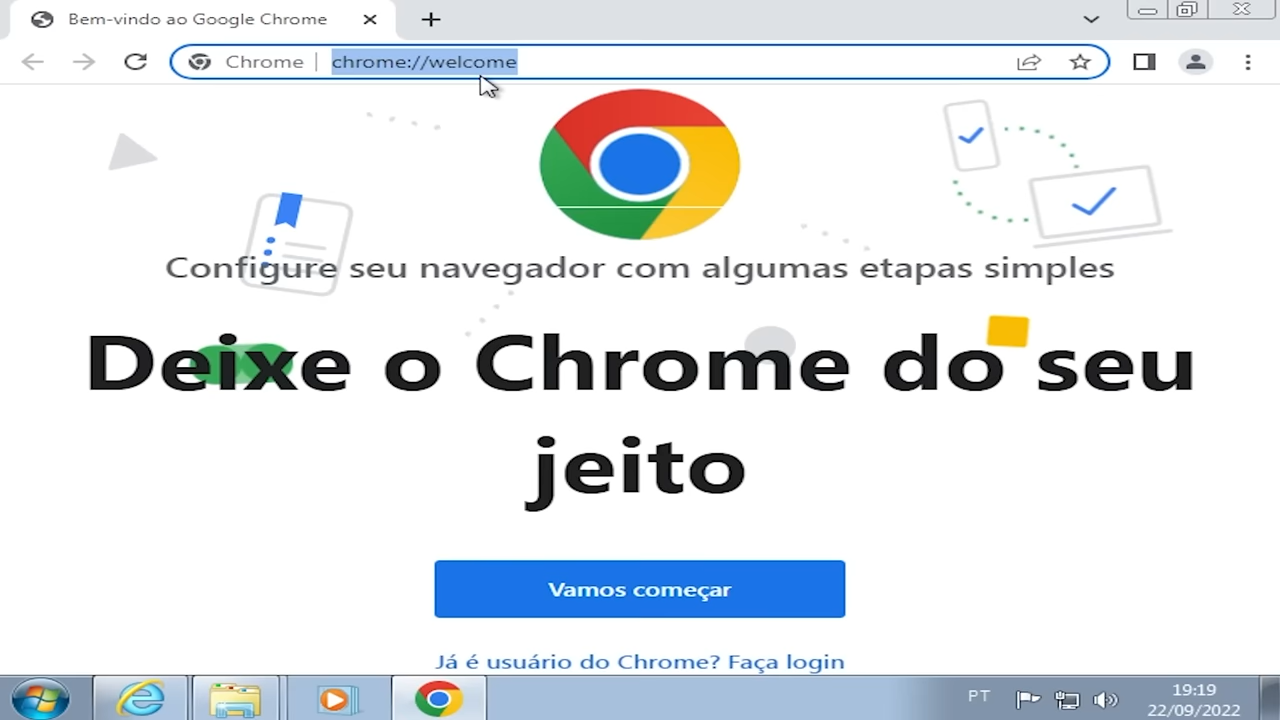 Bem-vindo ao Google Chrome
Chrome | chrome://welcome
Configure seu navegador com algumas etapas simples
Deixe o Chrome do seu
jeito
Vamos começar
Já é usuário do Chrome? Faça login
PT
19:19
22/09/2022